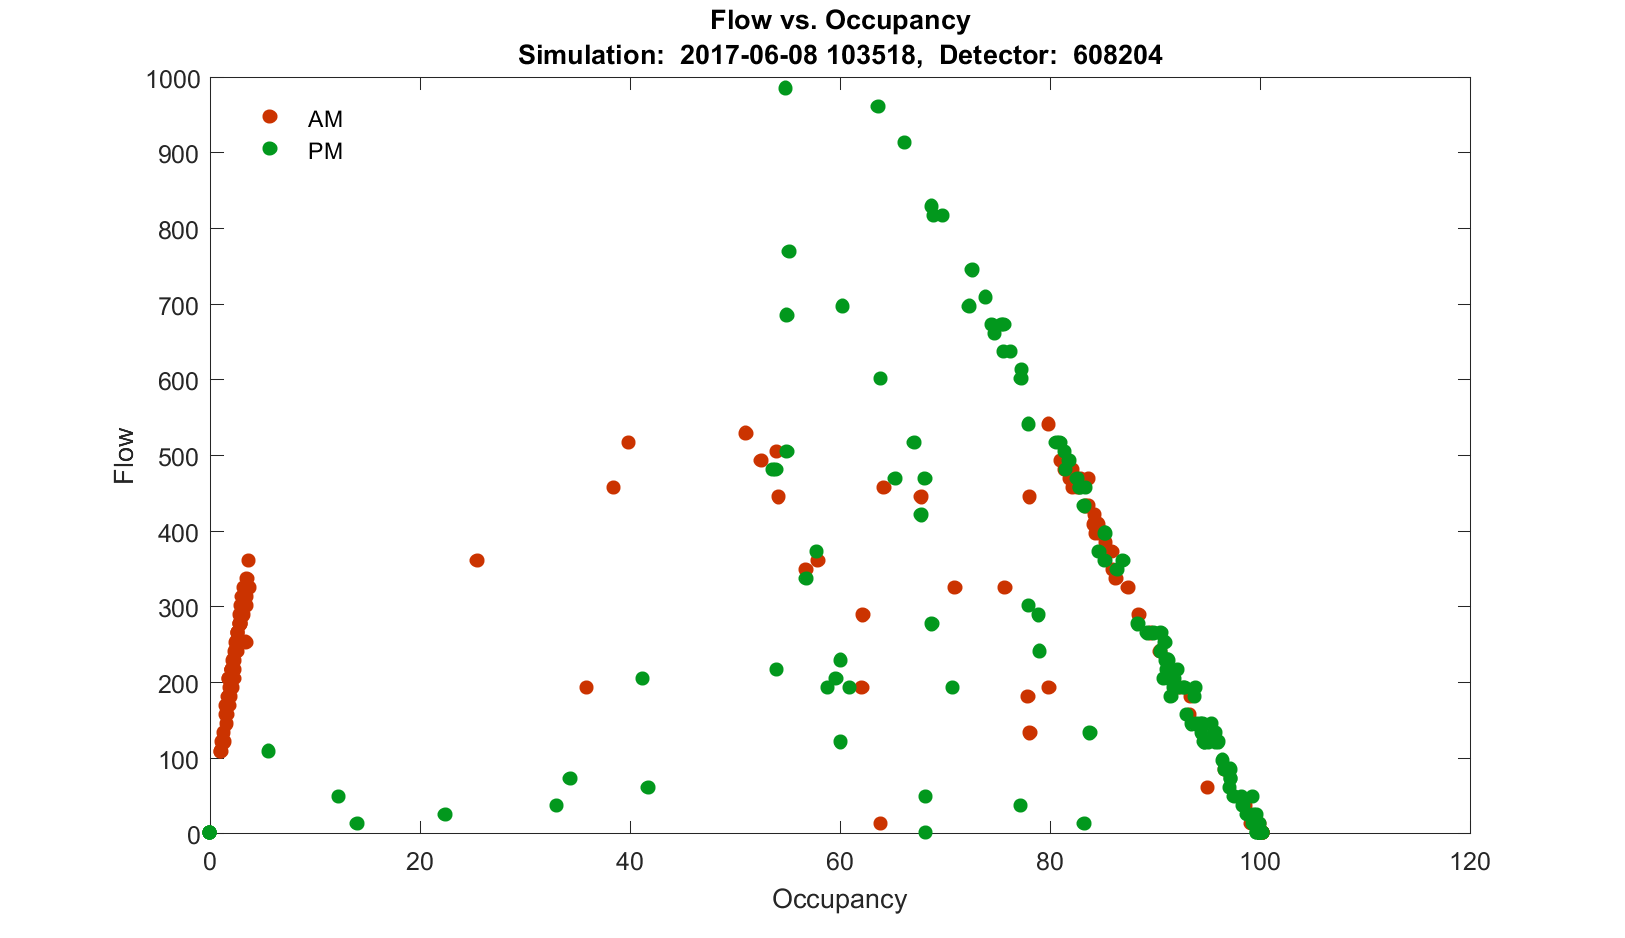 Flow vs. Occupancy
Simulation:  2017-06-08 103518,  Detector:  608204
1000
900
800
700
600
500
400
300
200
100
0
Flow
AM
PM
0 20 40 60 80 100 120
Occupancy